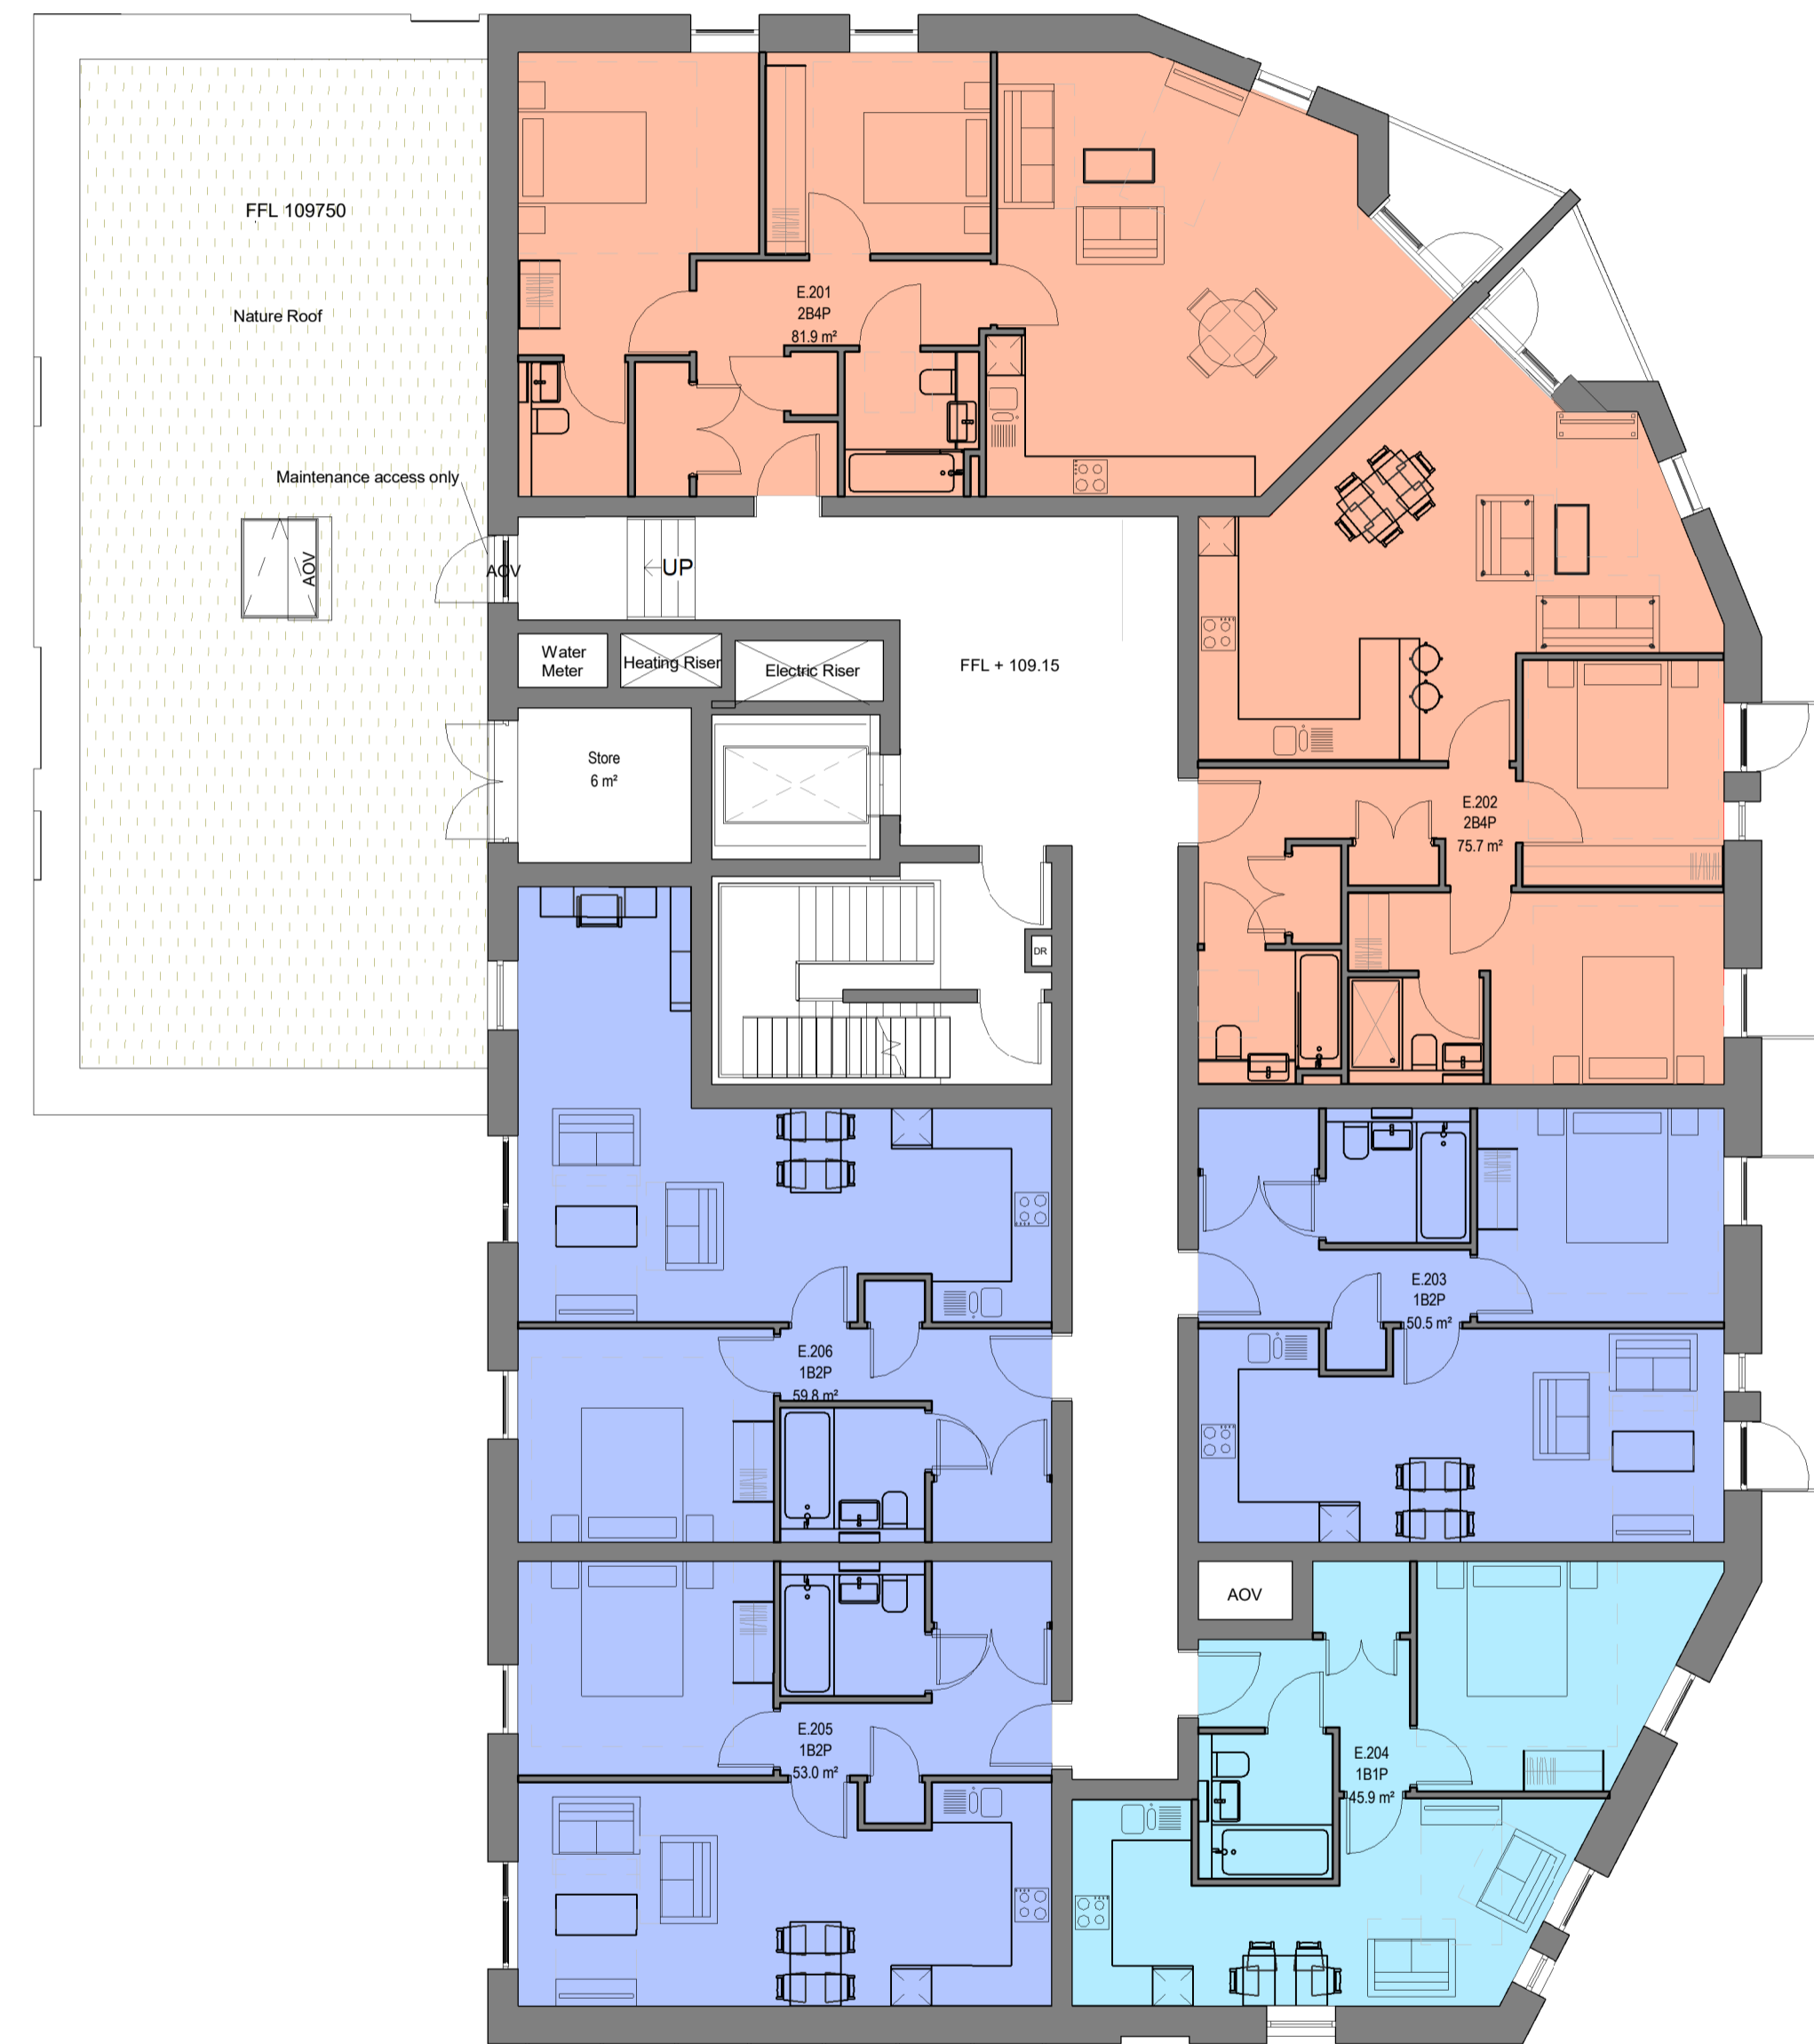 FFL 109750
Nature Roof
E.201
2B4P
81.9 m²
Maintenance access only
AOV
AOV
UP
Water
Meter
Heating Riser
Electric Riser
FFL + 109.15
Store
6 m²
E.202
2B4P
75.7 m²
DR
E.203
1B2P
50.5 m²
E.206
1B2P
59.8 m²
AOV
E.205
1B2P
53.0 m²
E.204
1B1P
45.9 m²